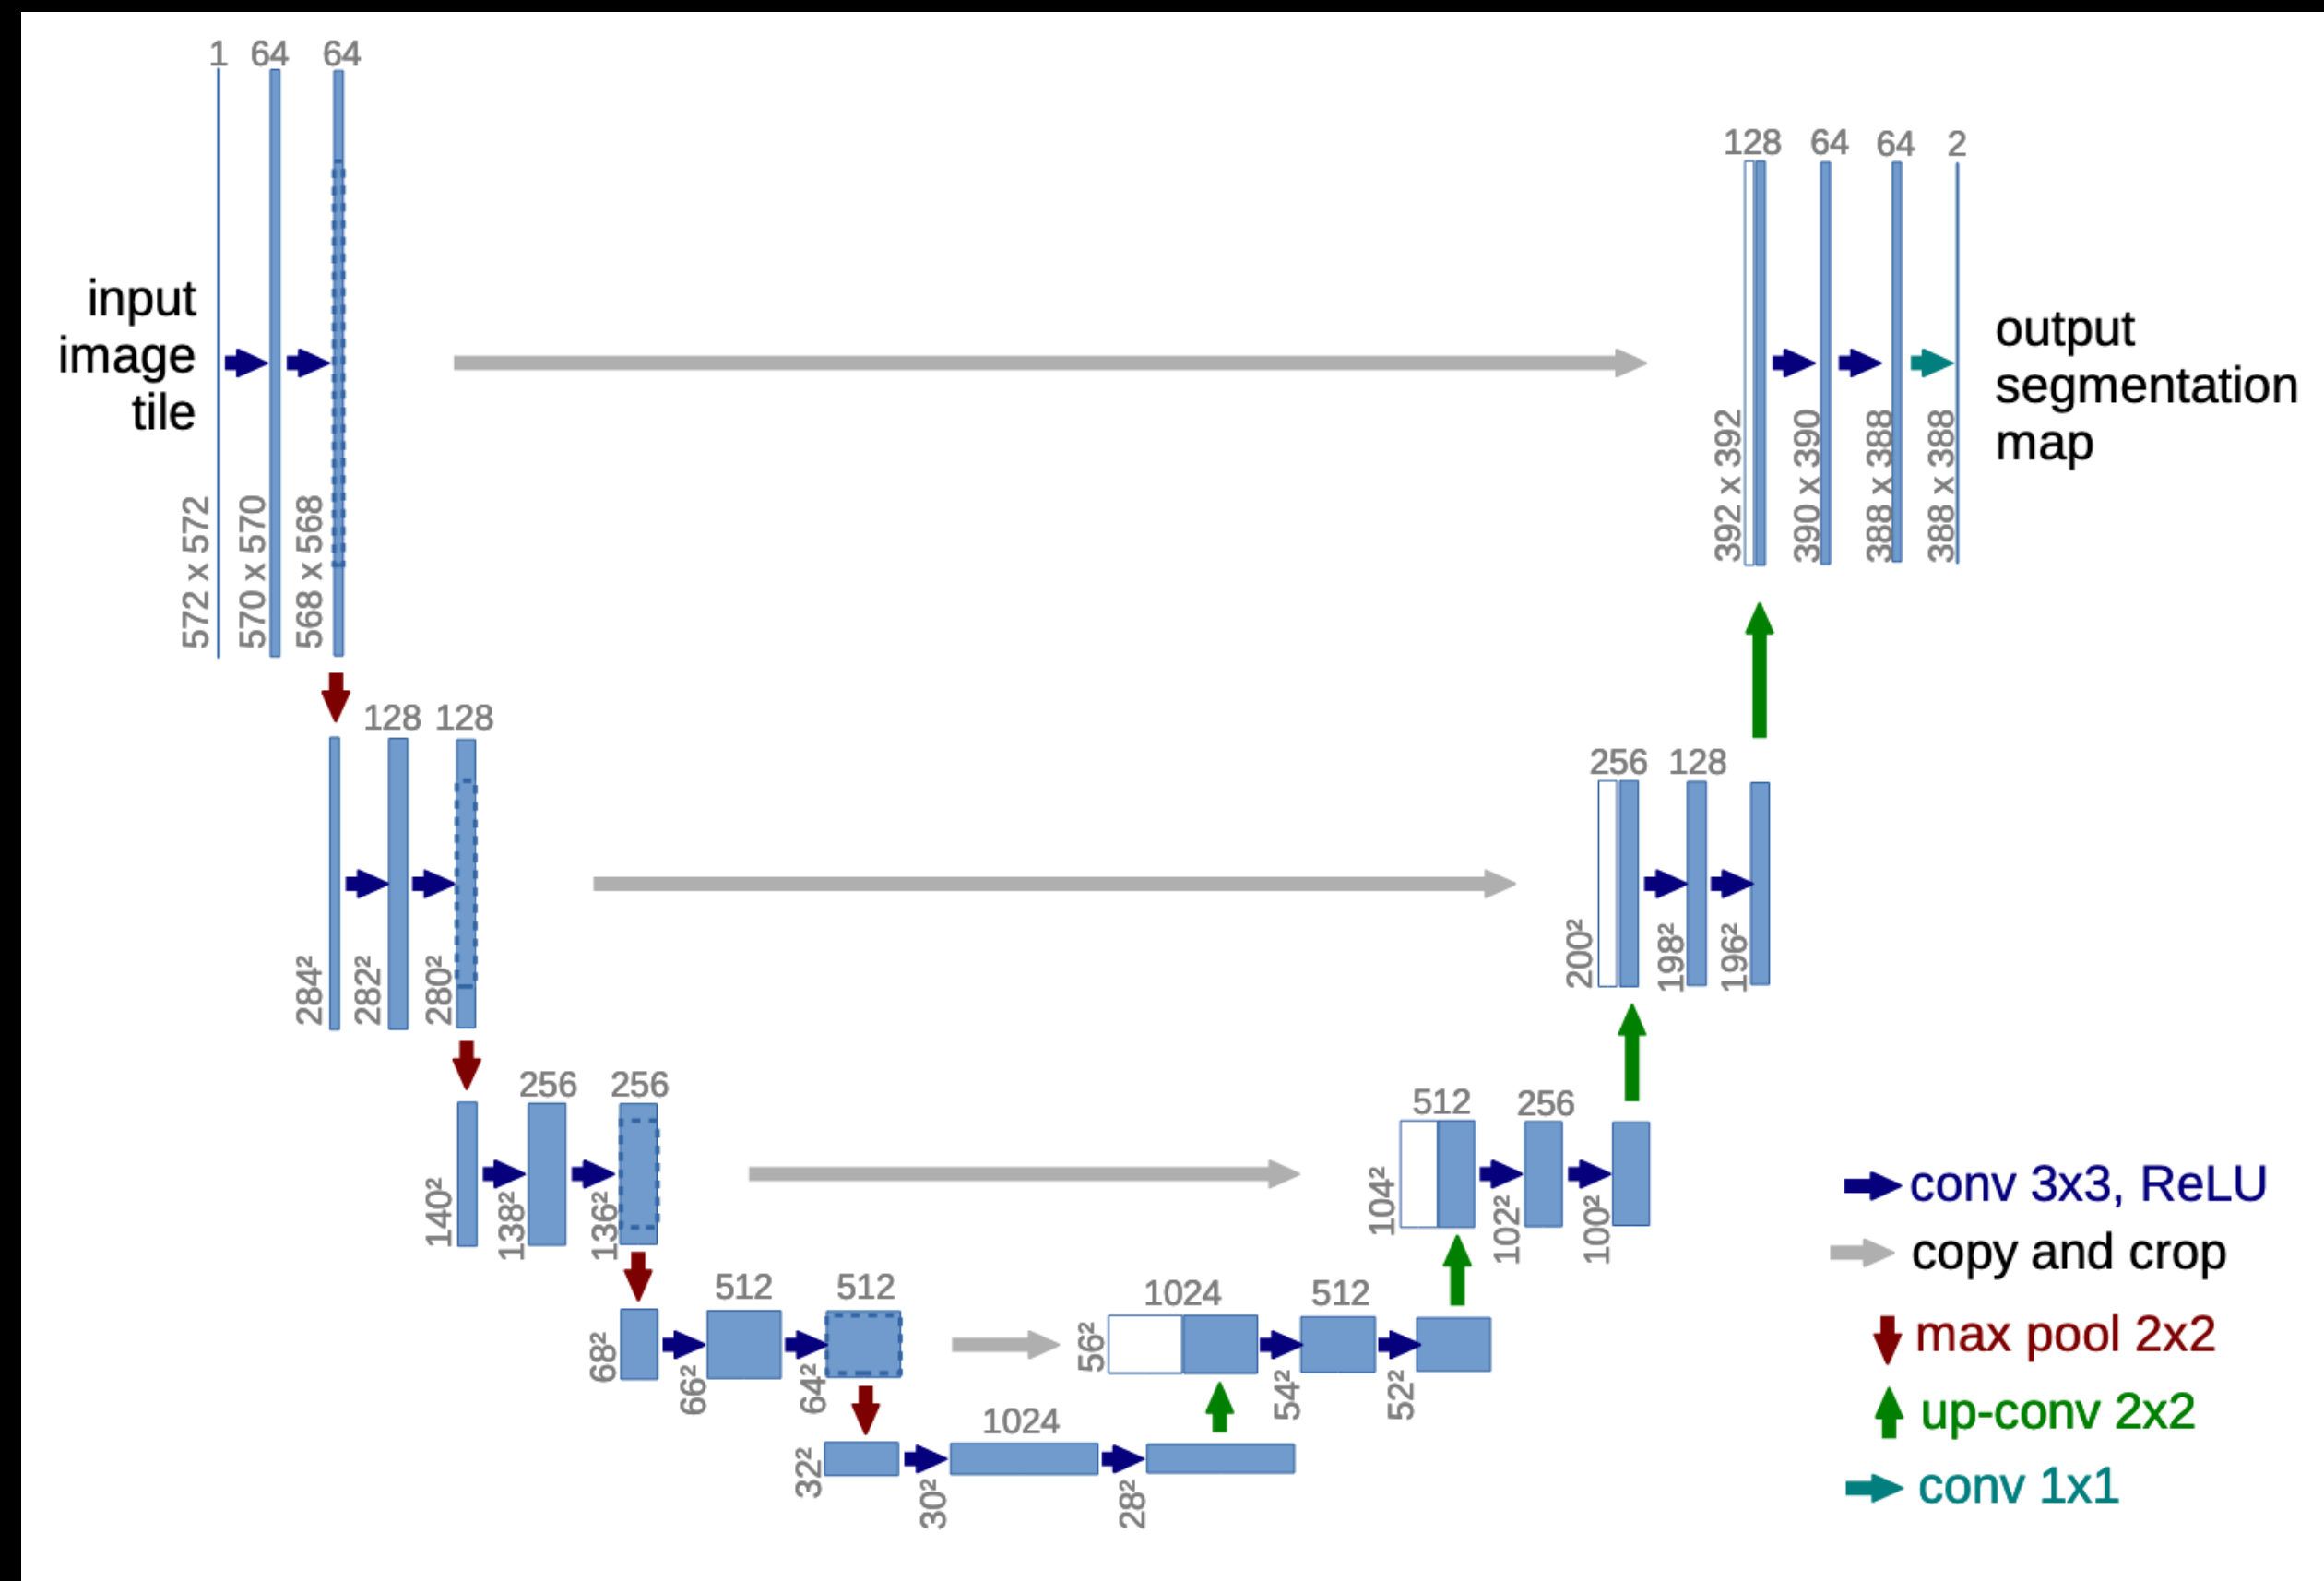 1 64 64
input
image
tile
572 x 572
570 x 570
568 x 568
128 64 64 2
392 x 392
390 x 390
388 x 388
388 x 388
output
segmentation
map
128 128
284²
282²
280²
256 128
200²
198²
196²
256 256
140²
138²
136²
512 256
104²
102²
100²
512 512
68²
66²
64²
1024 512
56²
54²
52²
1024
32²
30²
28²
conv 3x3, ReLU
copy and crop
max pool 2x2
up-conv 2x2
conv 1x1